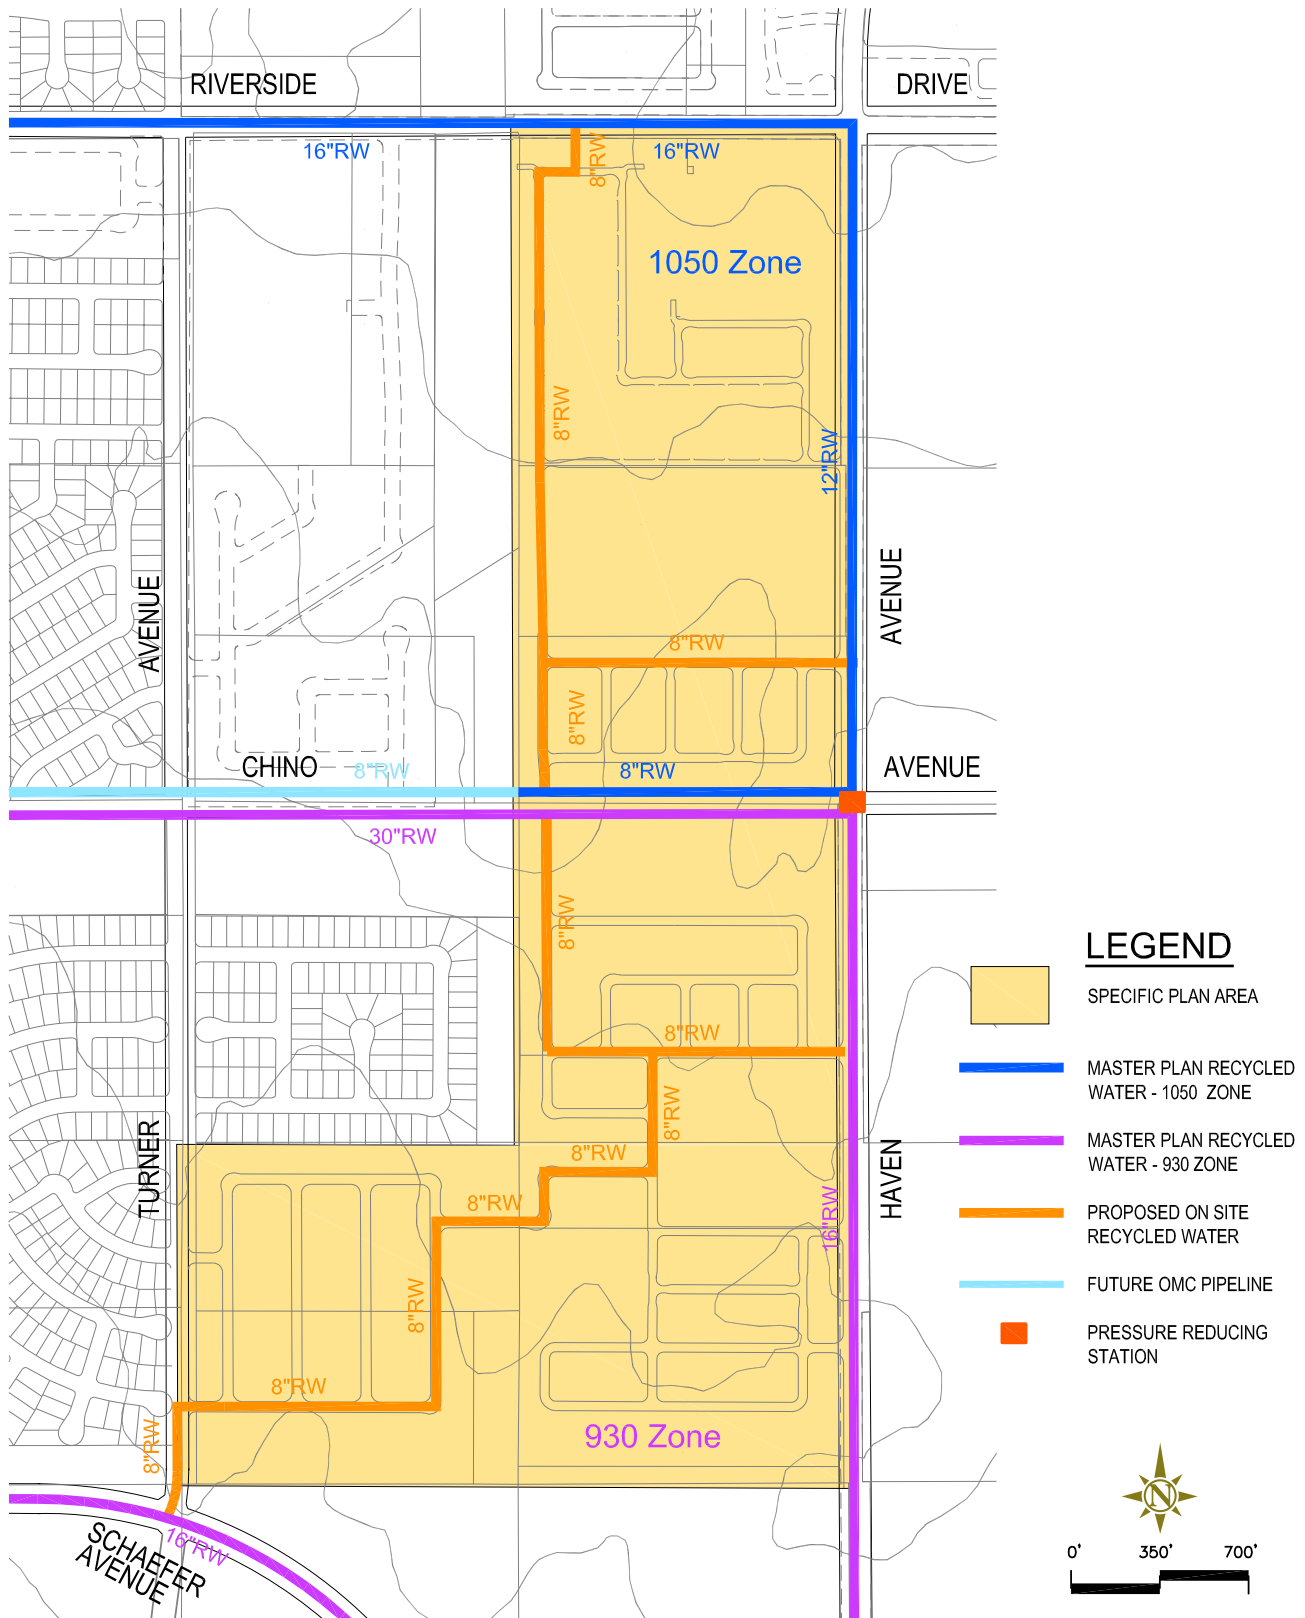 RIVERSIDE
DRIVE
16"RW
8"RW
16"RW
1050 Zone
8"RW
12"RW
AVENUE
AVENUE
8"RW
8"RW
CHINO
8"RW
8"RW
AVENUE
30"RW
8"RW
LEGEND
SPECIFIC PLAN AREA
8"RW
MASTER PLAN RECYCLED
WATER - 1050 ZONE
8"RW
TURNER
8"RW
HAVEN
MASTER PLAN RECYCLED
WATER - 930 ZONE
8"RW
16"RW
PROPOSED ON SITE
RECYCLED WATER
8"RW
FUTURE OMC PIPELINE
PRESSURE REDUCING
STATION
8"RW
930 Zone
8"RW
N
16"RW
SCHAEFER
AVENUE
0' 350' 700'